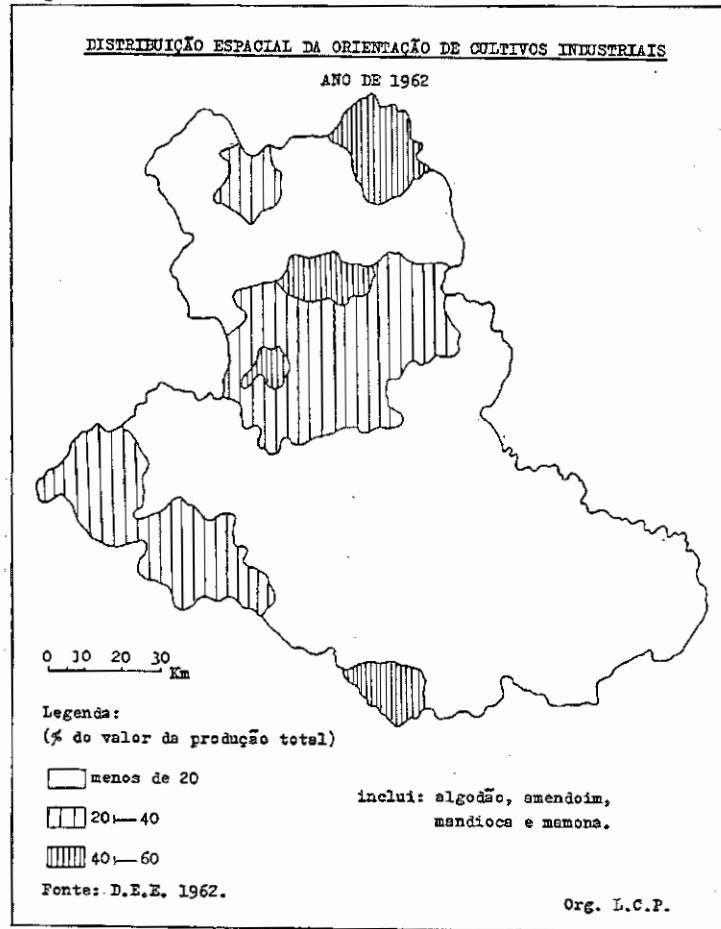 DISTRIBUIÇÃO ESPACIAL DA ORIENTAÇÃO DE CULTIVOS INDUSTRIAIS
ANO DE 1962
0 10 20 30
Km
Legenda:
(% do valor da produção total)
menos de 20
20 — 40
40 — 60
inclui: algodão, amendoim,
mandioca e mamona.
Fonte: D.E.E. 1962.
Org. L.C.P.